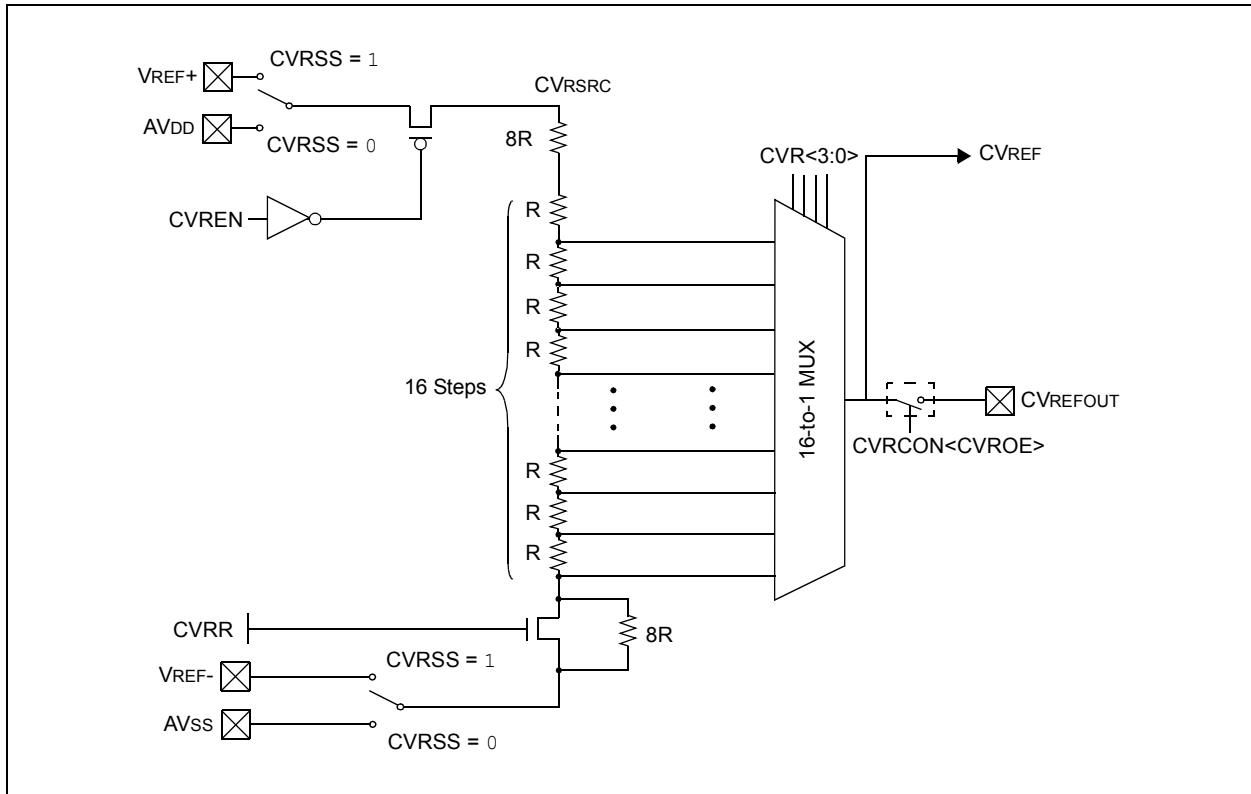 CVRSS = 1
VREF+
CVRSRC
AVDD
CVRSS = 0
8R
CVR<3:0>
CVREF
CVREN
R
R
R
R
16 Steps
16-to-1 MUX
CVREFOUT
CVRCON<CVROE>
R
R
R
CVRR
8R
CVRSS = 1
VREF-
AVSS
CVRSS = 0